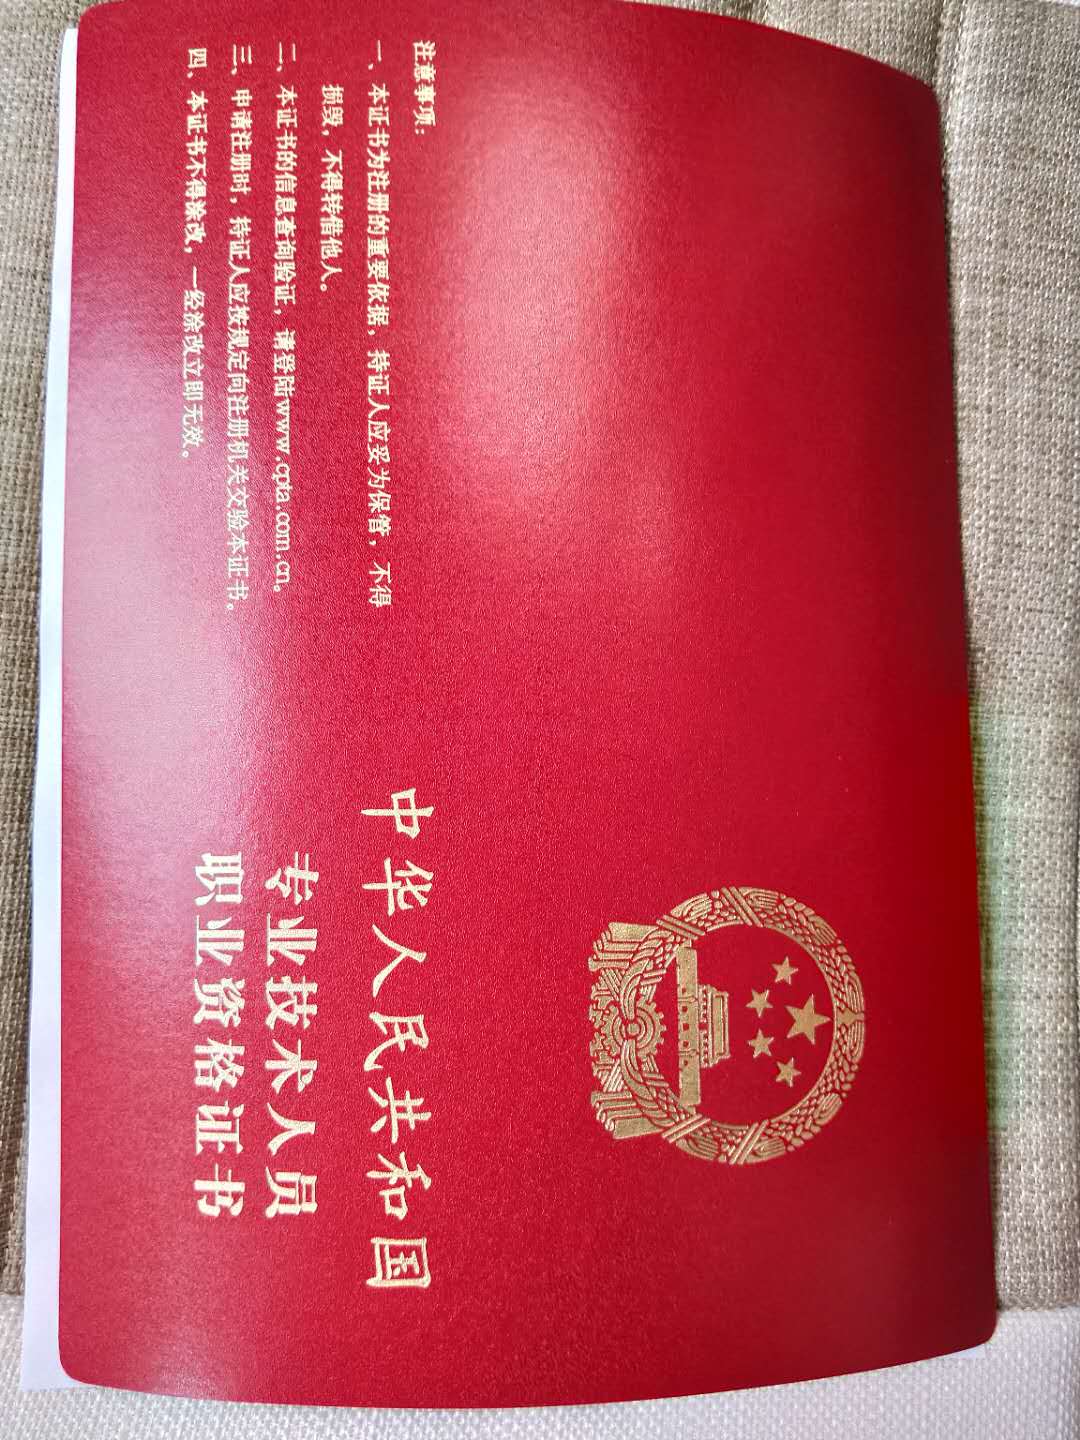 注意事项：
一、本证书为注册的重要依据，持证人应妥为保管，不得
损毁，不得转借他人。
二、本证书的信息查询验证，请登陆www.cpta.com.cn。
三、申请注册时，持证人应按规定向注册机关交验本证书。
四、本证书不得涂改，一经涂改立即无效。
中华人民共和国
专业技术人员
职业资格证书